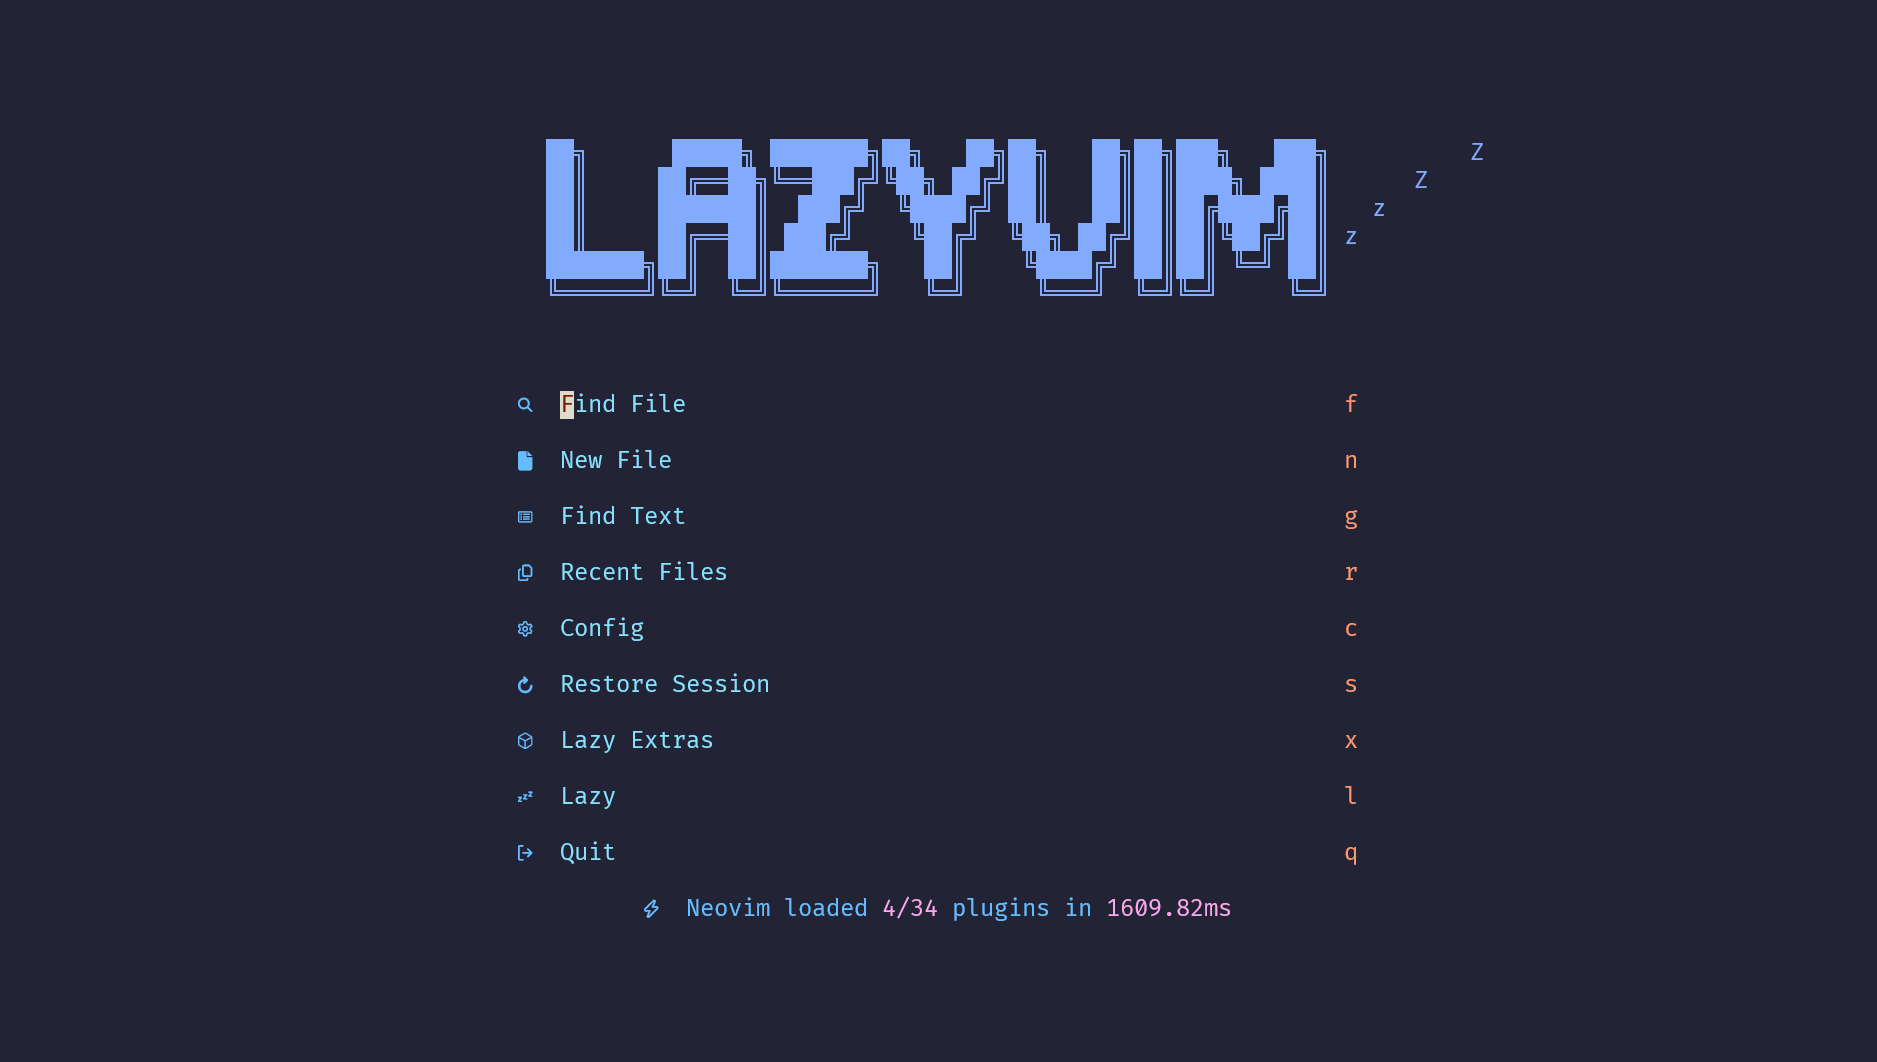 LAZYVIM
Z
Z
z
z
Find File f
New File n
Find Text g
Recent Files r
Config c
Restore Session s
Lazy Extras x
Lazy l
Quit q
Neovim loaded 4/34 plugins in 1609.82ms